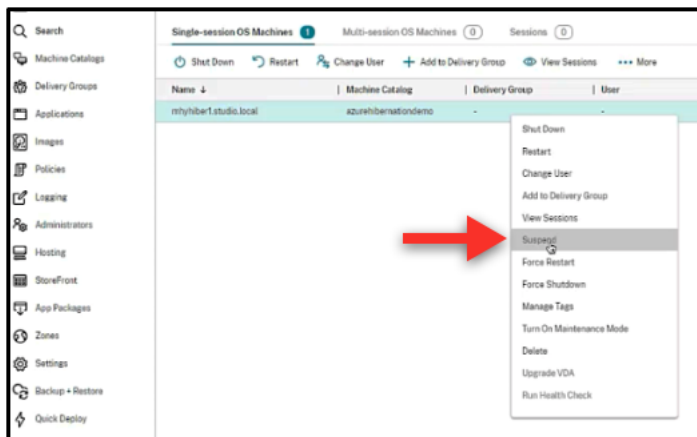 Search
Machine Catalogs
Delivery Groups
Applications
Images
Policies
Logging
Administrators
Hosting
StoreFront
App Packages
Zones
Settings
Backup + Restore
Quick Deploy
Single-session OS Machines 1 Multi-session OS Machines 0 Sessions 0
Shut Down Restart Change User Add to Delivery Group View Sessions More
Name Machine Catalog Delivery Group User
mhyhiber1.studio.local azurehibernationdemo - -
Shut Down
Restart
Change User
Add to Delivery Group
View Sessions
Suspend
Force Restart
Force Shutdown
Manage Tags
Turn On Maintenance Mode
Delete
Upgrade VDA
Run Health Check